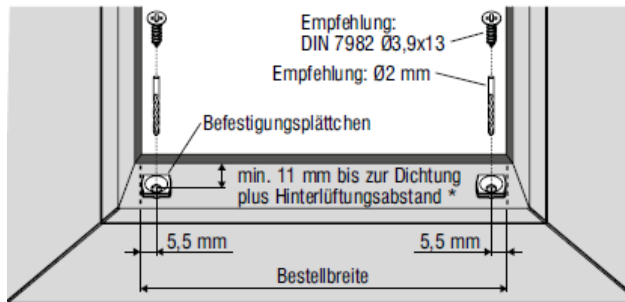 Empfehlung:
DIN 7982 Ø3,9x13
Empfehlung: Ø2 mm
Befestigungsplättchen
min. 11 mm bis zur Dichtung
plus Hinterlüftungsabstand *
5,5 mm
5,5 mm
Bestellbreite